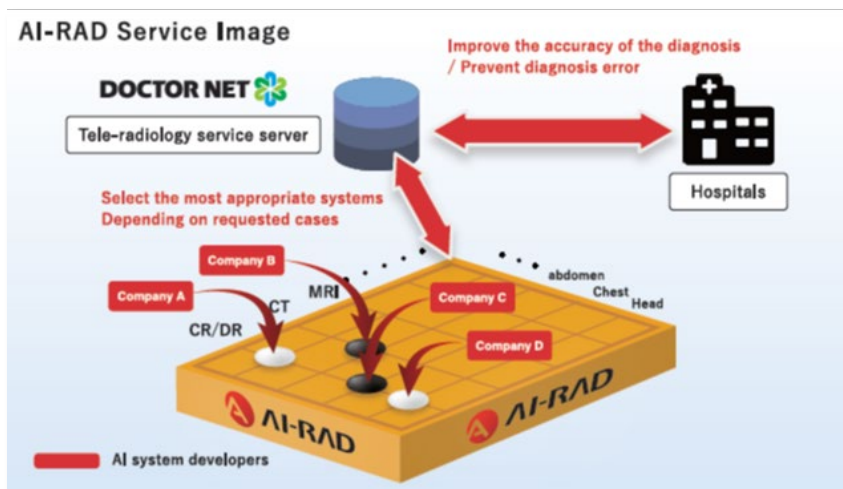 AI-RAD Service Image
Improve the accuracy of the diagnosis
/ Prevent diagnosis error
DOCTOR NET
Tele-radiology service server
Hospitals
Select the most appropriate systems
Depending on requested cases
Company B
Company A
Company C
Company D
MRI
CT
CR/DR
abdomen
Chest
Head
AI-RAD
AI-RAD
AI system developers